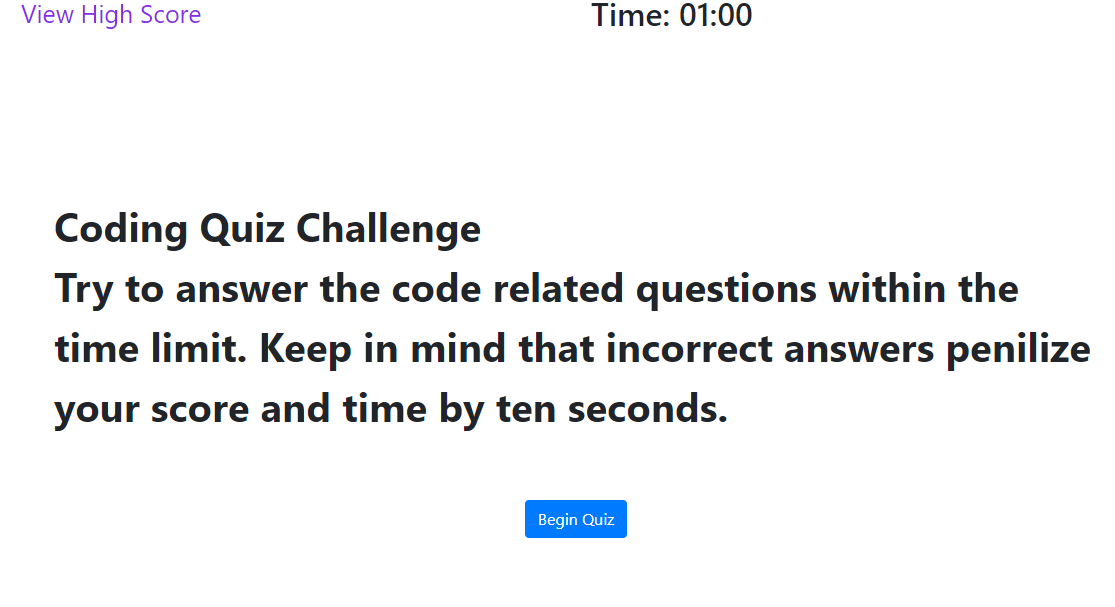 View High Score
Time: 01:00
Coding Quiz Challenge
Try to answer the code related questions within the
time limit. Keep in mind that incorrect answers penilize
your score and time by ten seconds.
Begin Quiz